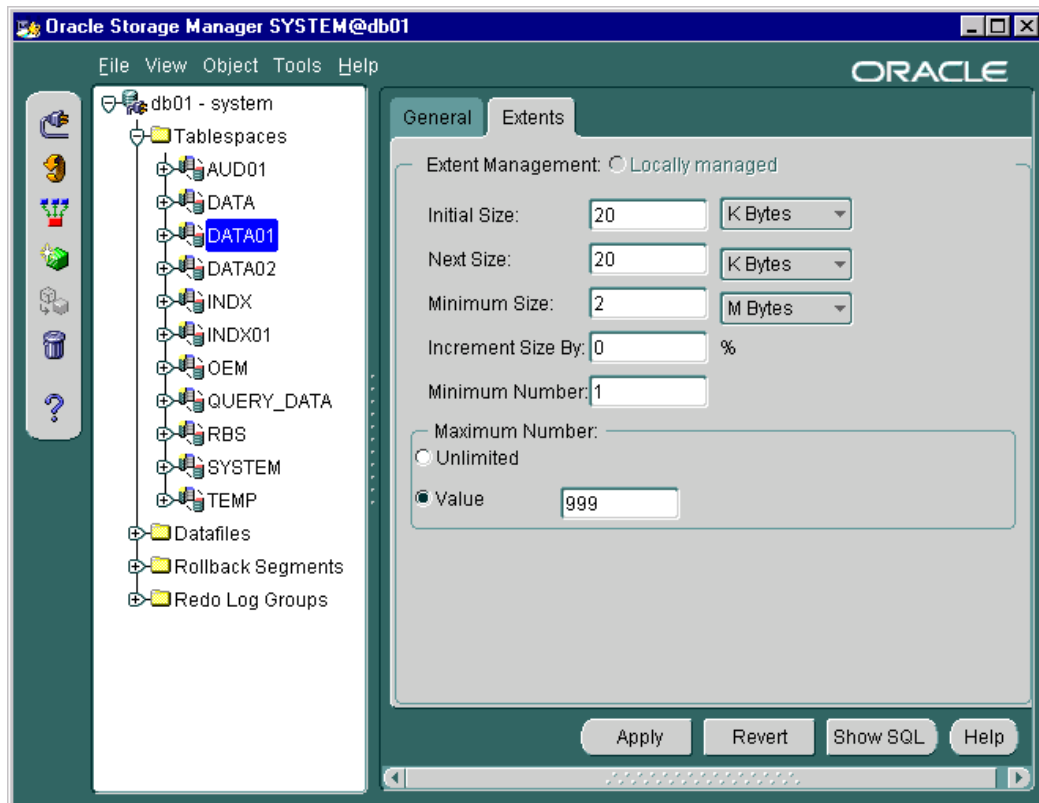 Oracle Storage Manager SYSTEM@db01
File View Object Tools Help
ORACLE
db01 - system
Tablespaces
AUD01
DATA
DATA01
DATA02
INDX
INDX01
OEM
QUERY_DATA
RBS
SYSTEM
TEMP
Datafiles
Rollback Segments
Redo Log Groups
General Extents
Extent Management: Locally managed
Initial Size: 20 K Bytes
Next Size: 20 K Bytes
Minimum Size: 2 M Bytes
Increment Size By: 0 %
Minimum Number: 1
Maximum Number:
Unlimited
Value 999
Apply Revert Show SQL Help